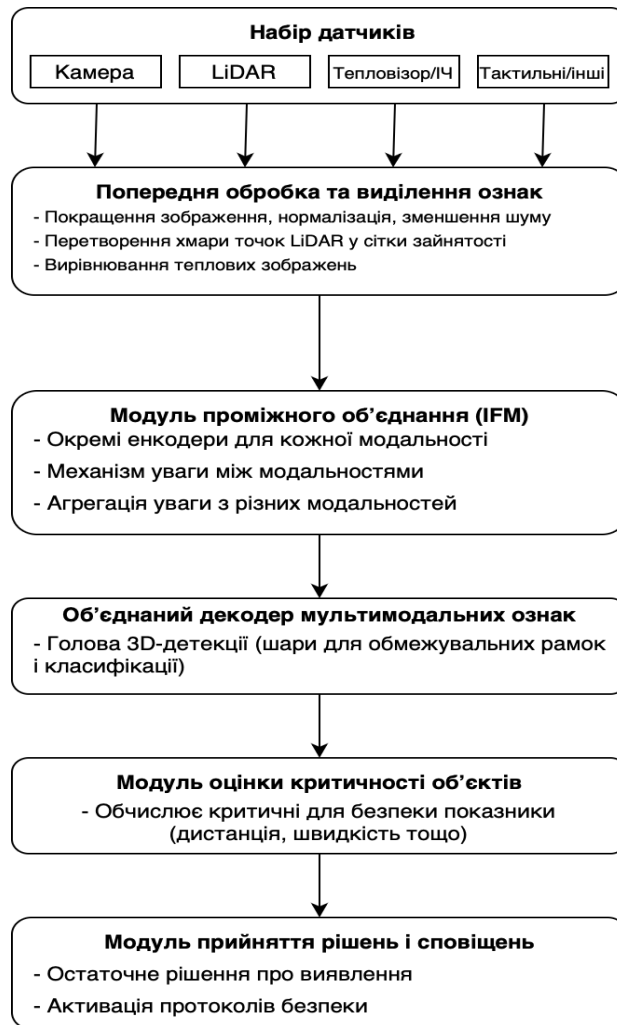 Набір датчиків
Камера LiDAR Тепловізор/ІЧ Тактильні/інші
Попередня обробка та виділення ознак
- Покращення зображення, нормалізація, зменшення шуму
- Перетворення хмари точок LiDAR у сітки зайнятості
- Вирівнювання теплових зображень
Модуль проміжного об’єднання (IFM)
- Окремі енкодери для кожної модальності
- Механізм уваги між модальностями
- Агрегація уваги з різних модальностей
Об’єднаний декодер мультимодальних ознак
- Голова 3D-детекції (шари для обмежувальних рамок
і класифікації)
Модуль оцінки критичності об’єктів
- Обчислює критичні для безпеки показники
(дистанція, швидкість тощо)
Модуль прийняття рішень і сповіщень
- Остаточне рішення про виявлення
- Активація протоколів безпеки